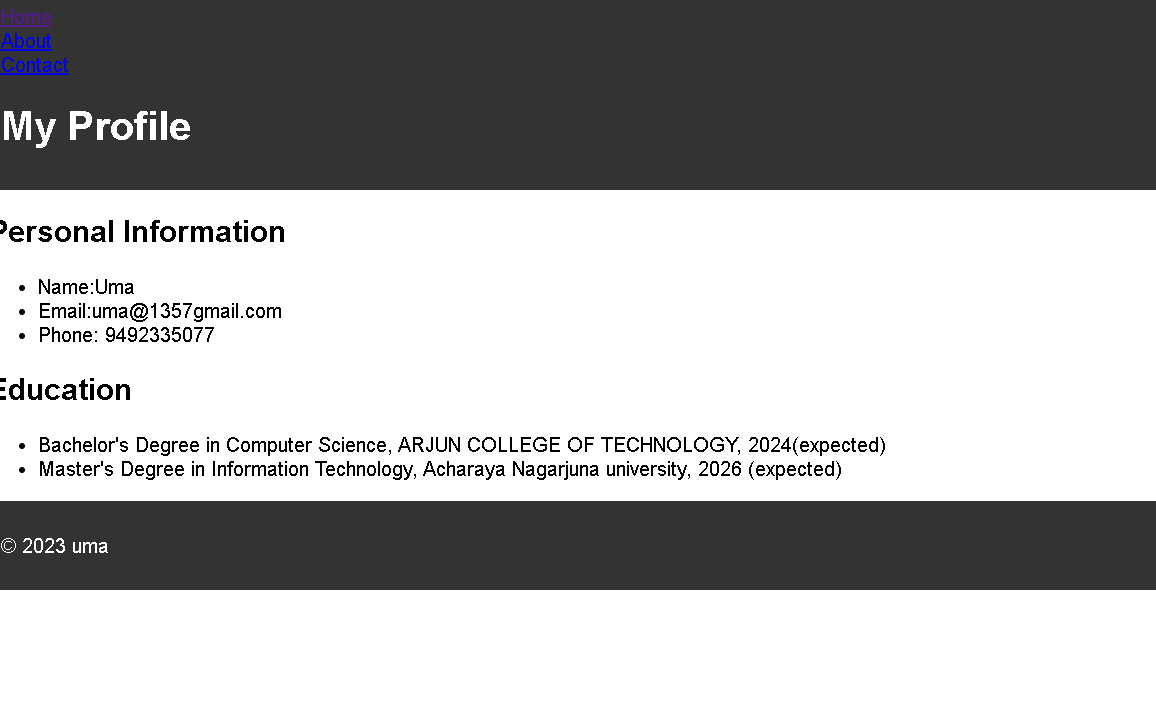 Home
About
Contact
My Profile
Personal Information
Name:Uma
Email:uma@1357gmail.com
Phone: 9492335077
Education
Bachelor's Degree in Computer Science, ARJUN COLLEGE OF TECHNOLOGY, 2024(expected)
Master's Degree in Information Technology, Acharaya Nagarjuna university, 2026 (expected)
© 2023 uma